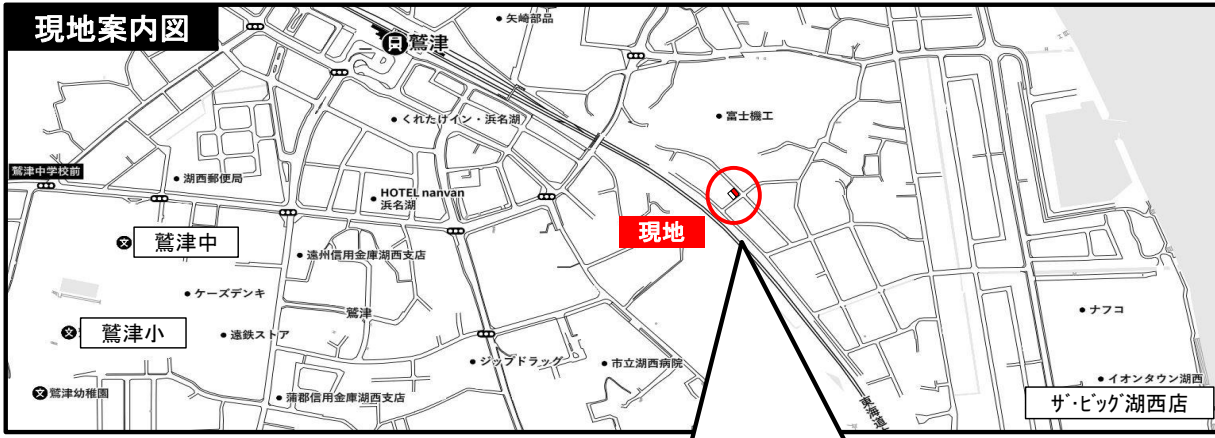 現地案内図
矢崎部品
鷲津
くれたけイン・浜名湖
富士機工
鷲津中学校前
湖西郵便局
HOTEL nanvan
浜名湖
現地
鷲津中
遠州信用金庫湖西支店
ケーズデンキ
鷲津
ナフコ
鷲津小
遠鉄ストア
ジップドラッグ
市立湖西病院
イオンタウン湖西
鷲津幼稚園
蒲郡信用金庫湖西支店
東海道
ザ・ビッグ湖西店